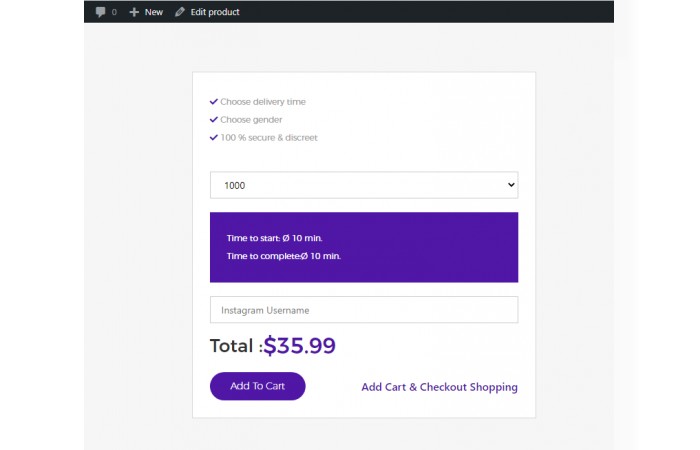 0 New Edit product
Choose delivery time
Choose gender
100 % secure & discreet
1000
Time to start: Ø 10 min.
Time to complete:Ø 10 min.
Instagram Username
Total :$35.99
Add To Cart Add Cart & Checkout Shopping